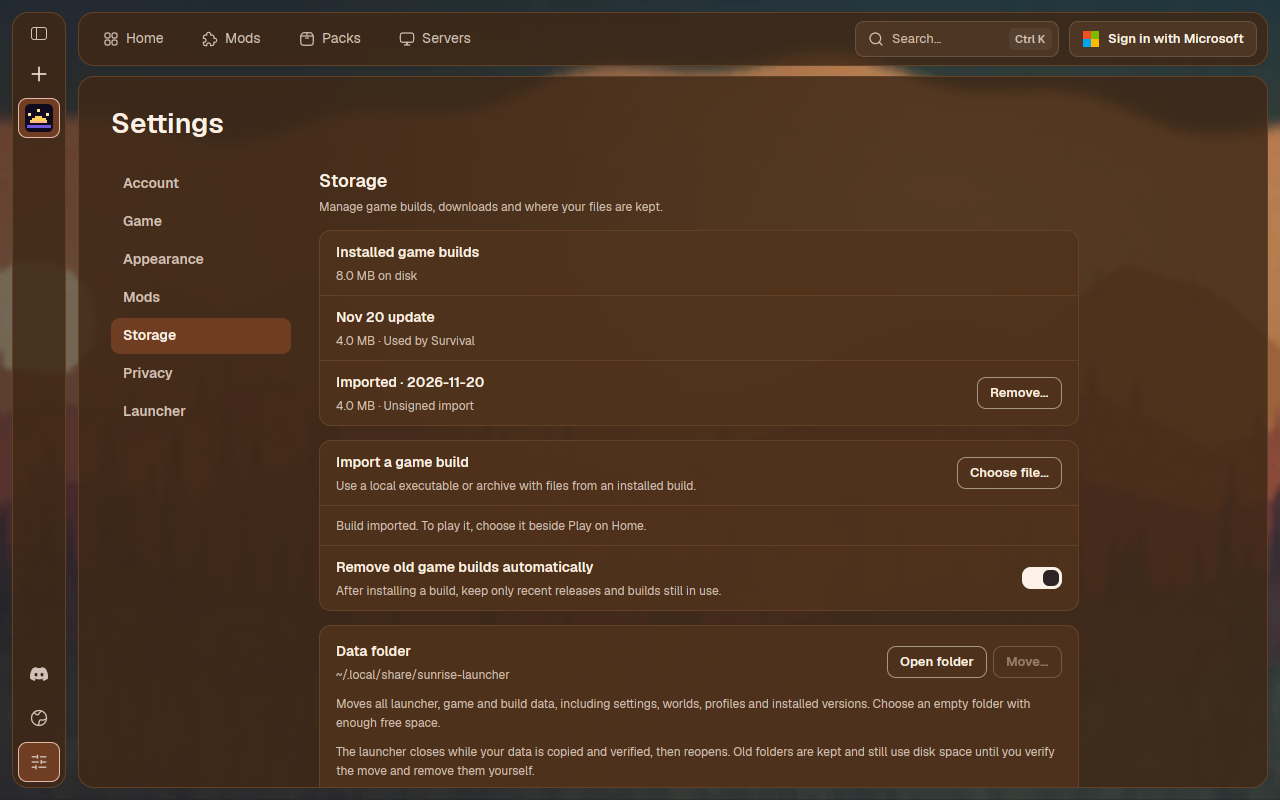 Home
Mods
Packs
Servers
Search...
Ctrl K
Sign in with Microsoft
Settings
Account
Game
Appearance
Mods
Storage
Privacy
Launcher
Storage
Manage game builds, downloads and where your files are kept.
Installed game builds
8.0 MB on disk
Nov 20 update
4.0 MB · Used by Survival
Imported · 2026-11-20
4.0 MB · Unsigned import
Remove...
Import a game build
Use a local executable or archive with files from an installed build.
Choose file...
Build imported. To play it, choose it beside Play on Home.
Remove old game builds automatically
After installing a build, keep only recent releases and builds still in use.
Data folder
~/.local/share/sunrise-launcher
Open folder
Move...
Moves all launcher, game and build data, including settings, worlds, profiles and installed versions. Choose an empty folder with
enough free space.
The launcher closes while your data is copied and verified, then reopens. Old folders are kept and still use disk space until you verify
the move and remove them yourself.